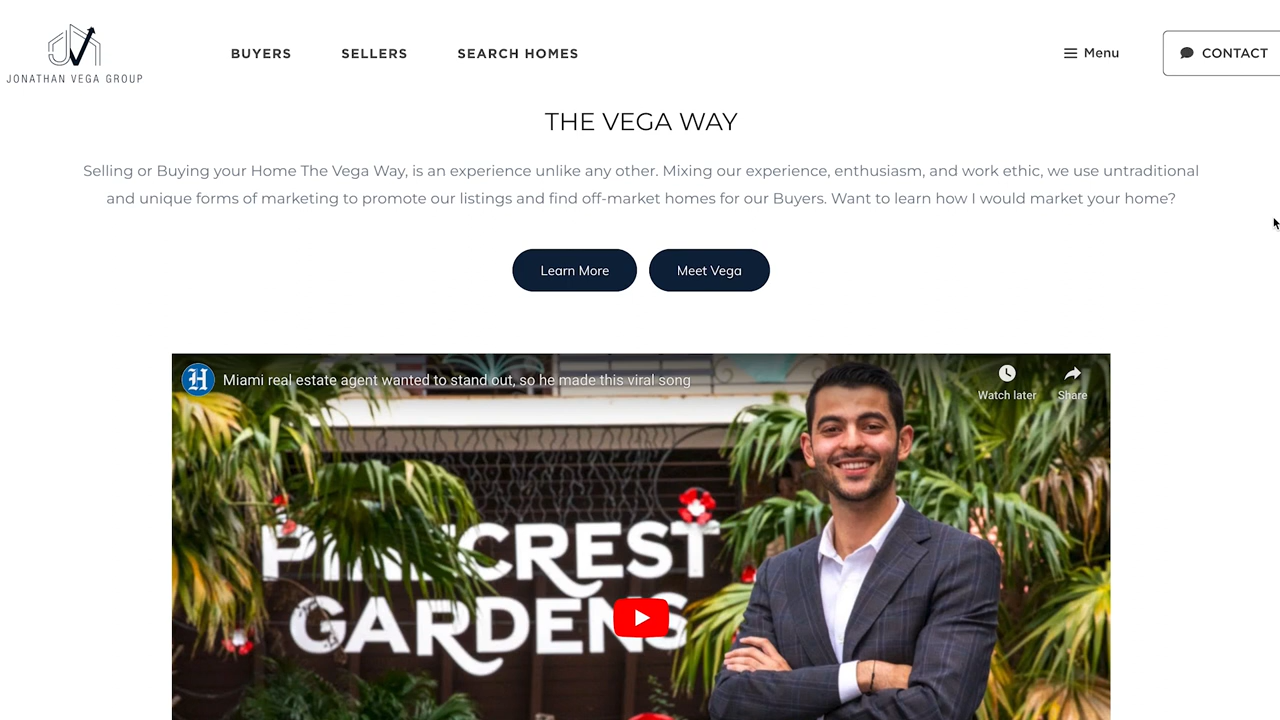 JONATHAN VEGA GROUP
BUYERS
SELLERS
SEARCH HOMES
Menu
CONTACT
THE VEGA WAY
Selling or Buying your Home The Vega Way, is an experience unlike any other. Mixing our experience, enthusiasm, and work ethic, we use untraditional
and unique forms of marketing to promote our listings and find off-market homes for our Buyers. Want to learn how I would market your home?
Learn More
Meet Vega
Miami real estate agent wanted to stand out, so he made this viral song
Watch later
Share
GARDENS